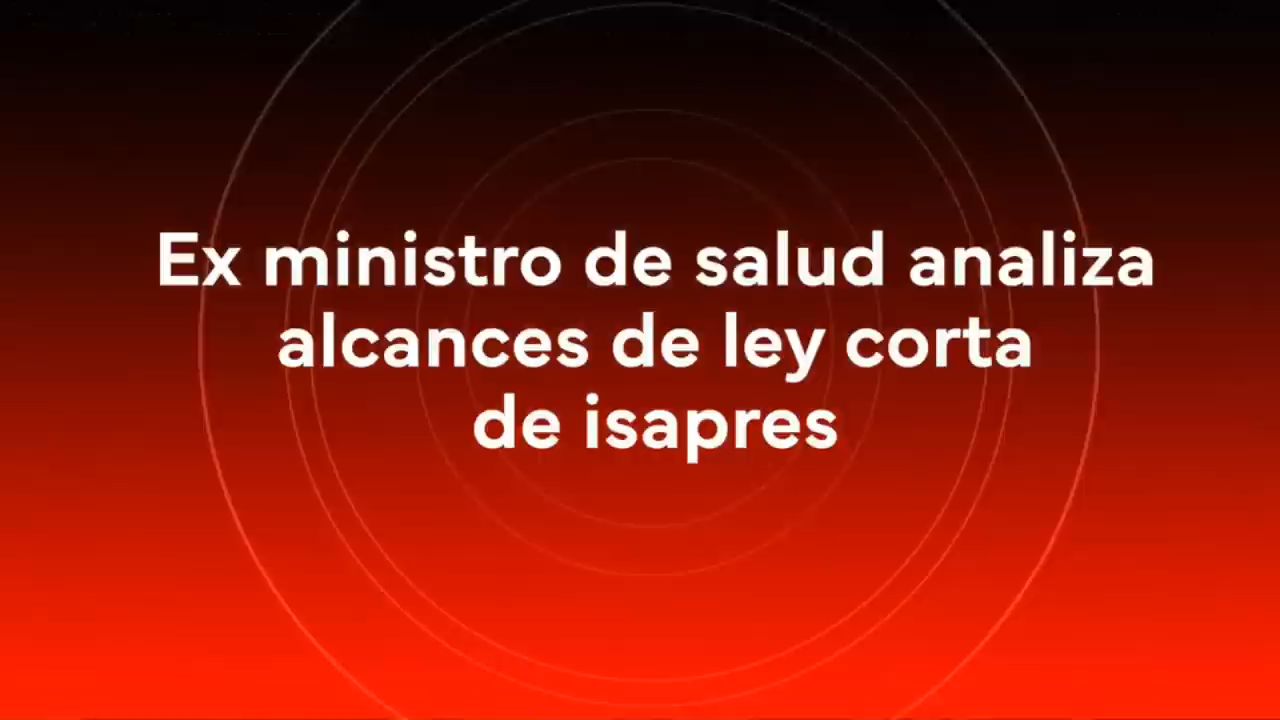 Ex ministro de salud analiza
alcances de ley corta
de isapres